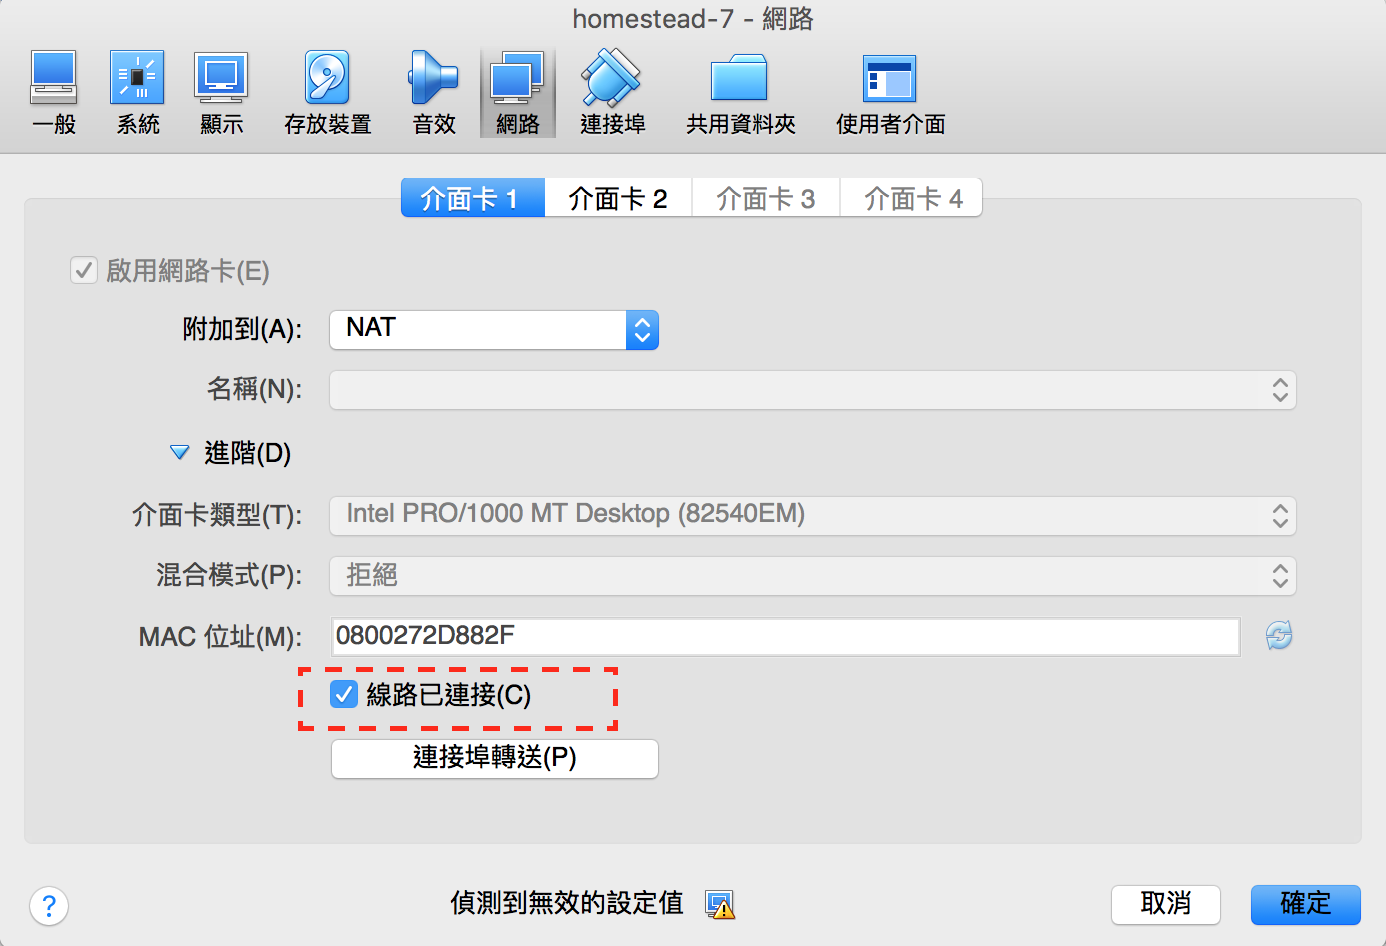 homestead-7 - 網路
一般 系統 顯示 存放裝置 音效 網路 連接埠 共用資料夾 使用者介面
介面卡 1 介面卡 2 介面卡 3 介面卡 4
啟用網路卡(E)
附加到(A): NAT
名稱(N):
進階(D)
介面卡類型(T): Intel PRO/1000 MT Desktop (82540EM)
混合模式(P): 拒絕
MAC 位址(M): 0800272D882F
線路已連接(C)
連接埠轉送(P)
? 偵測到無效的設定值 取消 確定